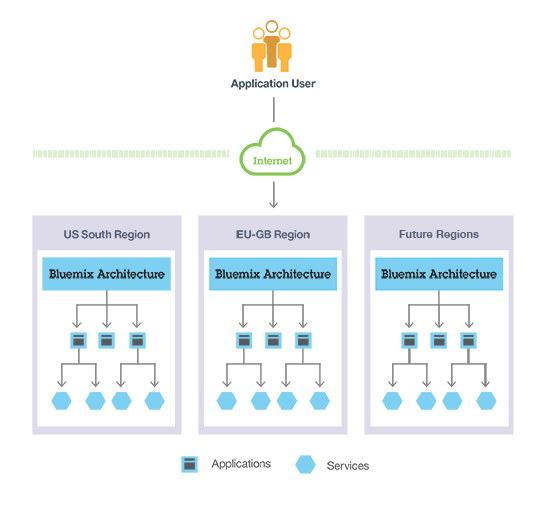 Application User
Internet
US South Region
EU-GB Region
Future Regions
Bluemix Architecture
Bluemix Architecture
Bluemix Architecture
Applications
Services